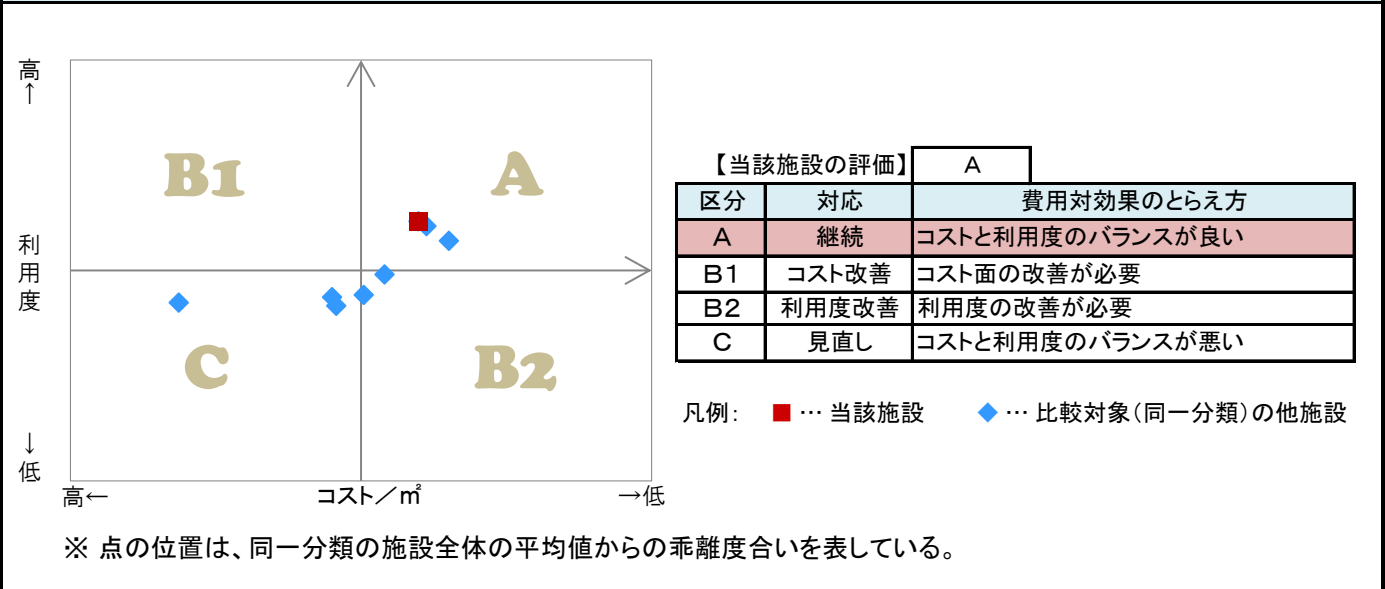 高
↑
利
用
度
↓
低
B1
A
C
B2
高←
コスト／㎡
→低
【当該施設の評価】 A
区分 対応 費用対効果のとらえ方
A 継続 コストと利用度のバランスが良い
B1 コスト改善 コスト面の改善が必要
B2 利用度改善 利用度の改善が必要
C 見直し コストと利用度のバランスが悪い
凡例： ■ … 当該施設 ◆ … 比較対象（同一分類）の他施設
※ 点の位置は、同一分類の施設全体の平均値からの乖離度合いを表している。